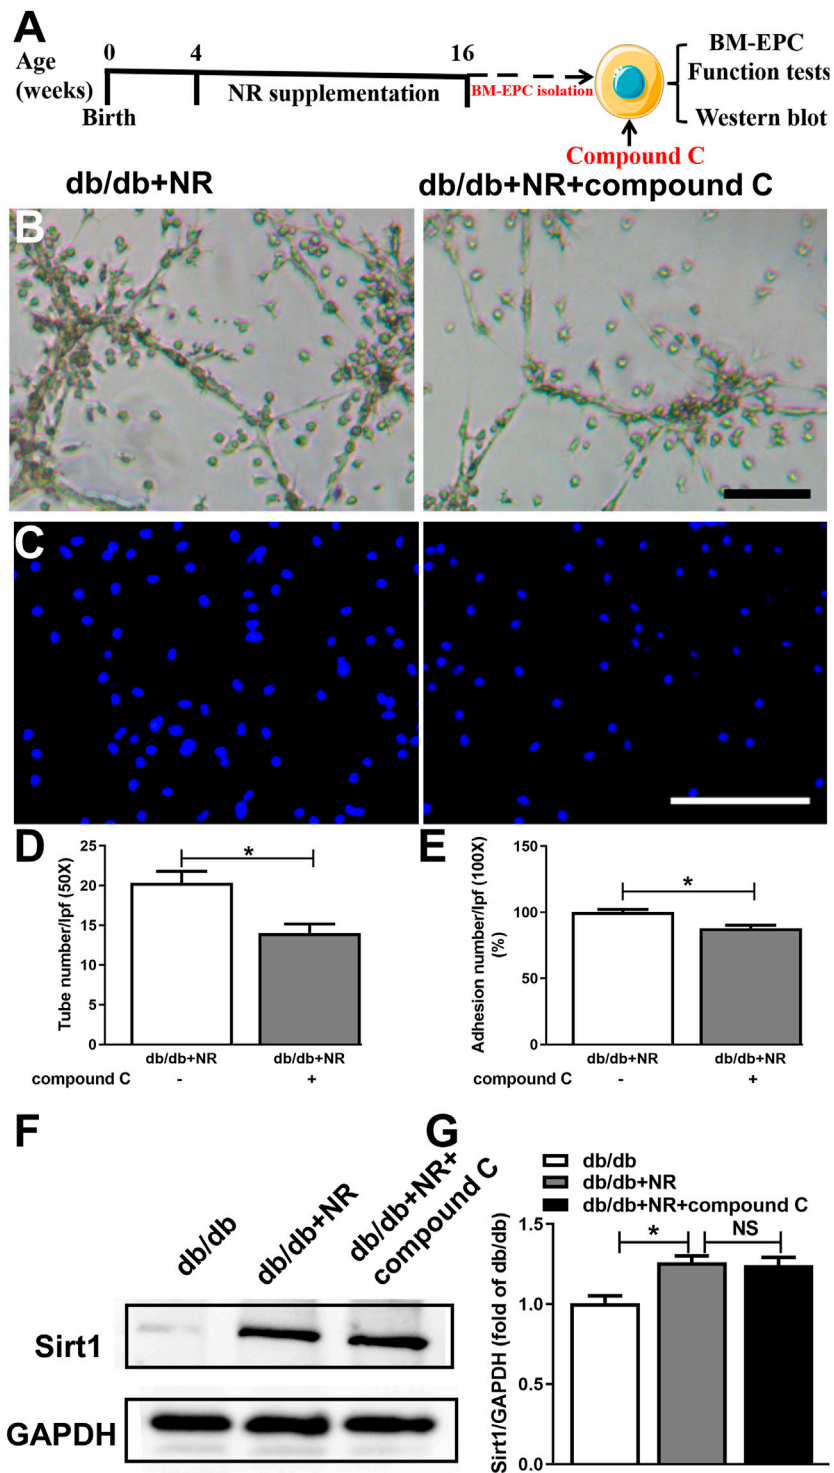 A
Age
(weeks)
0
4
16
Birth
NR supplementation
BM-EPC isolation
BM-EPC
Function tests
Western blot
Compound C
db/db+NR
db/db+NR+compound C
B
C
D
Tube number/lpf (50X)
25
20
15
10
5
0
db/db+NR
db/db+NR
compound C
-
+
E
Adhesion number/lpf (100X)
(%)
150
100
50
0
db/db+NR
db/db+NR
compound C
-
+
*
*
F
db/db
db/db+NR
db/db+NR+
compound C
Sirt1
GAPDH
G
db/db
db/db+NR
db/db+NR+compound C
Sirt1/GAPDH (fold of db/db)
1.5
1.0
0.5
0.0
*
NS